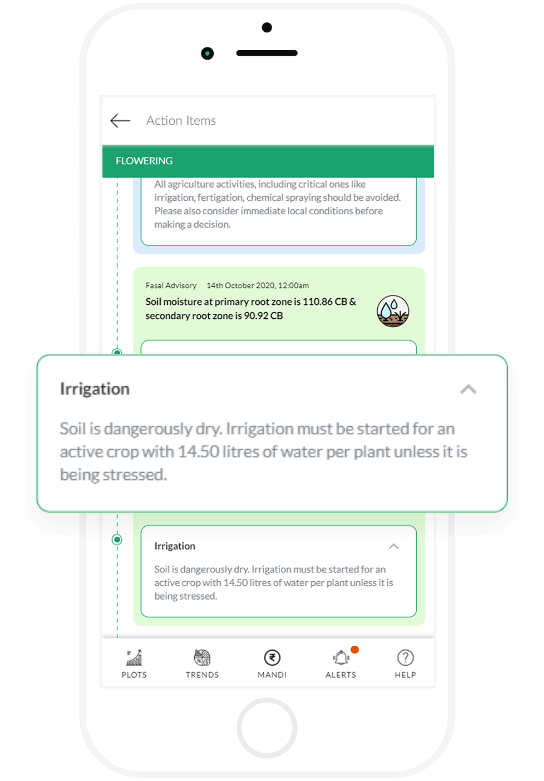 Action Items
FLOWERING
All agriculture activities, including critical ones like
irrigation, fertigation, chemical spraying should be avoided.
Please also consider immediate local conditions before
making a decision.
Fasal Advisory 14th October 2020, 12:00am
Soil moisture at primary root zone is 110.86 CB &
secondary root zone is 90.92 CB
Irrigation
Soil is dangerously dry. Irrigation must be started for an
active crop with 14.50 litres of water per plant unless it is
being stressed.
Irrigation
Soil is dangerously dry. Irrigation must be started for an
active crop with 14.50 litres of water per plant unless it is
being stressed.
PLOTS TRENDS MANDI ALERTS HELP